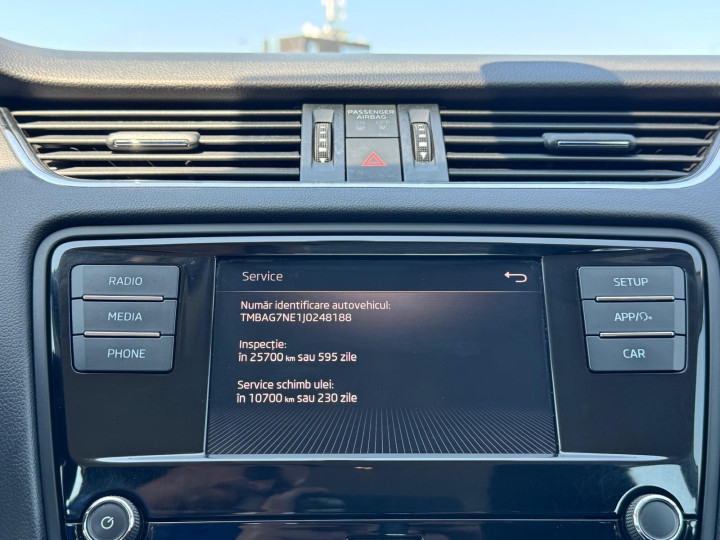 PASSENGER
AIRBAG
Service
RADIO
MEDIA
PHONE
SETUP
APP/
CAR
Număr identificare autovehicul:
TMBAG7NE1J0248188
Inspecție:
în 25700 km sau 595 zile
Service schimb ulei:
în 10700 km sau 230 zile